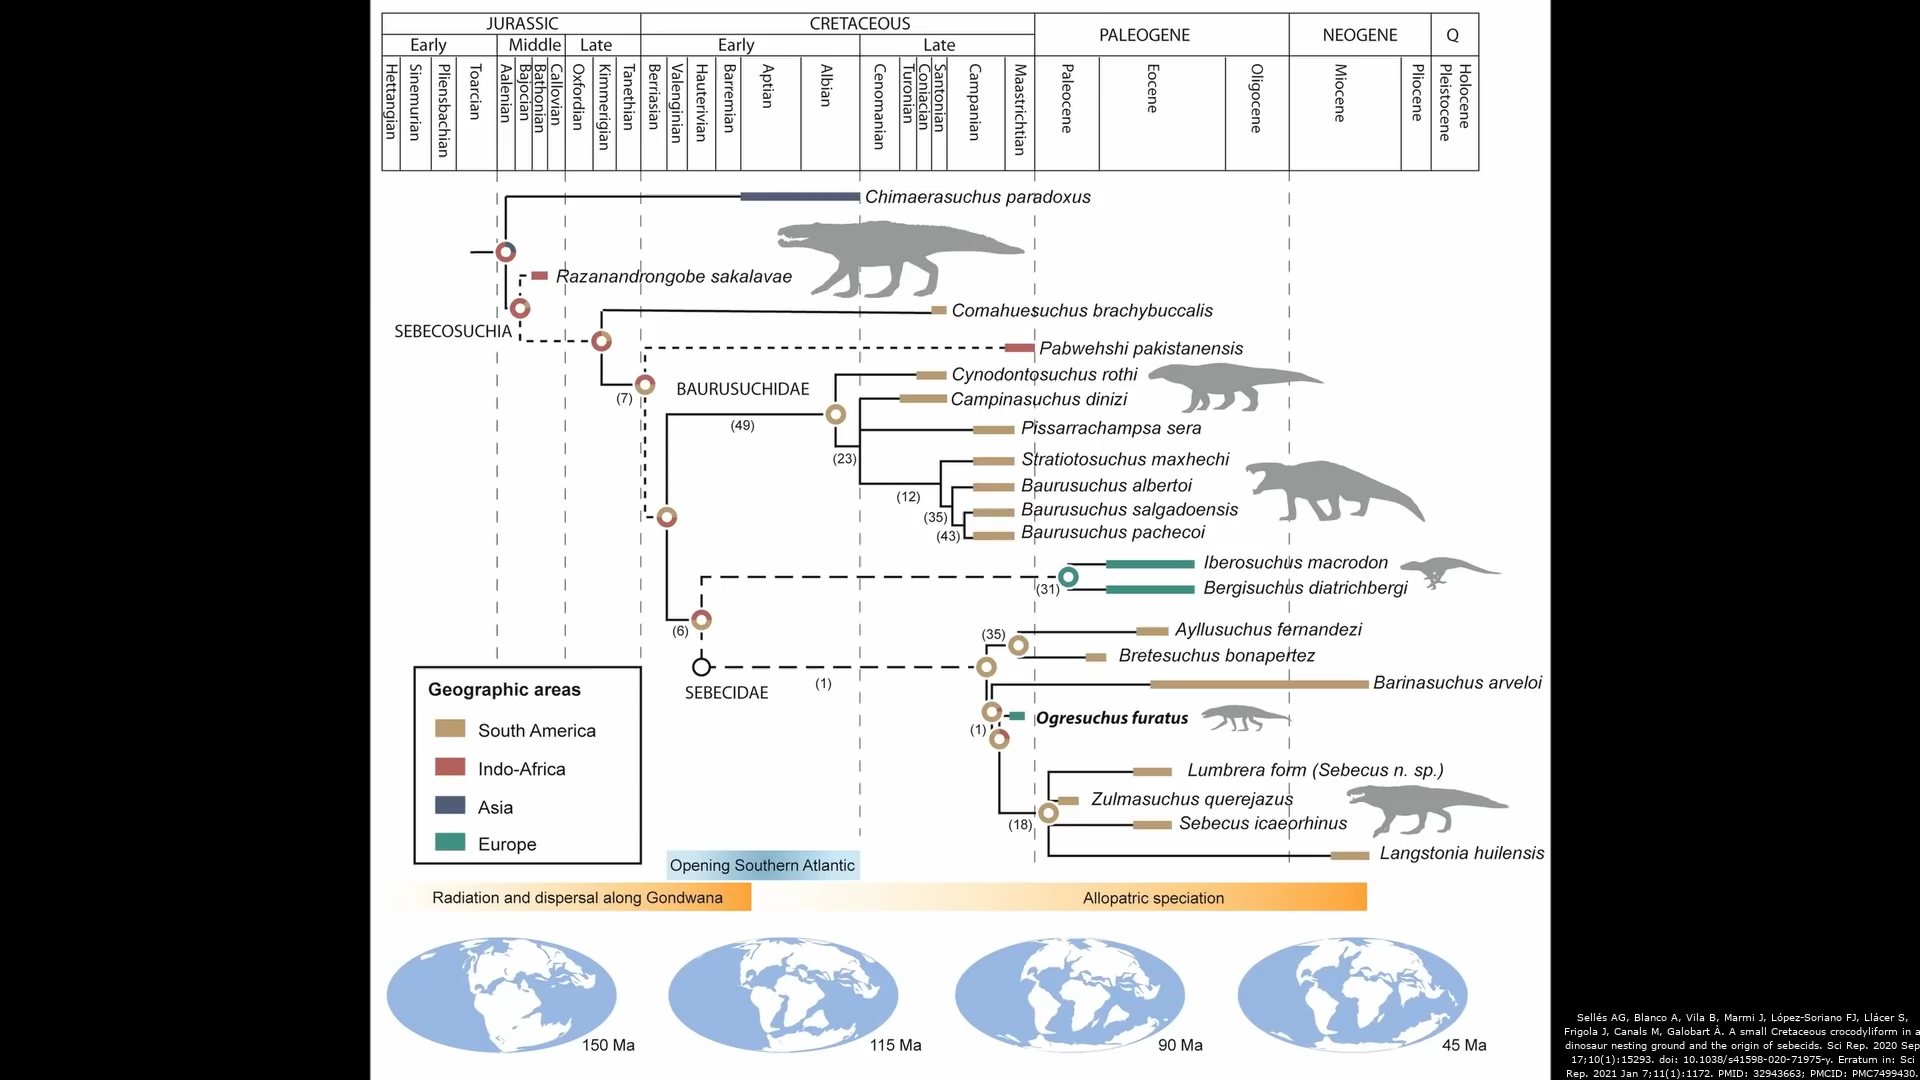 JURASSIC
CRETACEOUS
PALEOGENE
NEOGENE
Q
Early
Middle
Late
Early
Late
Hettangian
Sinemurian
Pliensbachian
Toarcian
Aalenian
Bajocian
Bathonian
Callovian
Oxfordian
Kimmerigian
Tanethian
Berriasian
Valenginian
Hauterivian
Barremian
Aptian
Albian
Cenomanian
Turonian
Coniacian
Santonian
Campanian
Maastrichtian
Paleocene
Eocene
Oligocene
Miocene
Pliocene
Pleistocene
Holocene
Chimaerasuchus paradoxus
Razanandrongobe sakalavae
Comahuesuchus brachybuccalis
SEBECOSUCHIA
Pabwehshi pakistanensis
Cynodontosuchus rothi
BAURUSUCHIDAE
(7)
Campinasuchus dinizi
(49)
Pissarrachampsa sera
(23)
Stratiotosuchus maxhechi
Baurusuchus albertoi
(12)
Baurusuchus salgadoensis
(35)
Baurusuchus pachecoi
(43)
Iberosuchus macrodon
(31)
Bergisuchus diatrichbergi
(6)
(35)
Ayllusuchus fernandezi
Bretesuchus bonapertez
(1)
SEBECIDAE
Barinasuchus arveloi
Ogresuchus furatus
(1)
Lumbrera form (Sebecus n. sp.)
Zulmasuchus querejazus
(18)
Sebecus icaeorhinus
Langstonia huilensis
Geographic areas
South America
Indo-Africa
Asia
Europe
Opening Southern Atlantic
Radiation and dispersal along Gondwana
Allopatric speciation
150 Ma
115 Ma
90 Ma
45 Ma
Sellés AG, Blanco A, Vila B, Marmi J, López-Soriano FJ, Llácer S,
Frigola J, Canals M, Galobart À. A small Cretaceous crocodyliform in a
dinosaur nesting ground and the origin of sebecids. Sci Rep. 2020 Sep
17;10(1):15293. doi: 10.1038/s41598-020-71975-y. Erratum in: Sci
Rep. 2021 Jan 7;11(1):1172. PMID: 32943663; PMCID: PMC7499430.